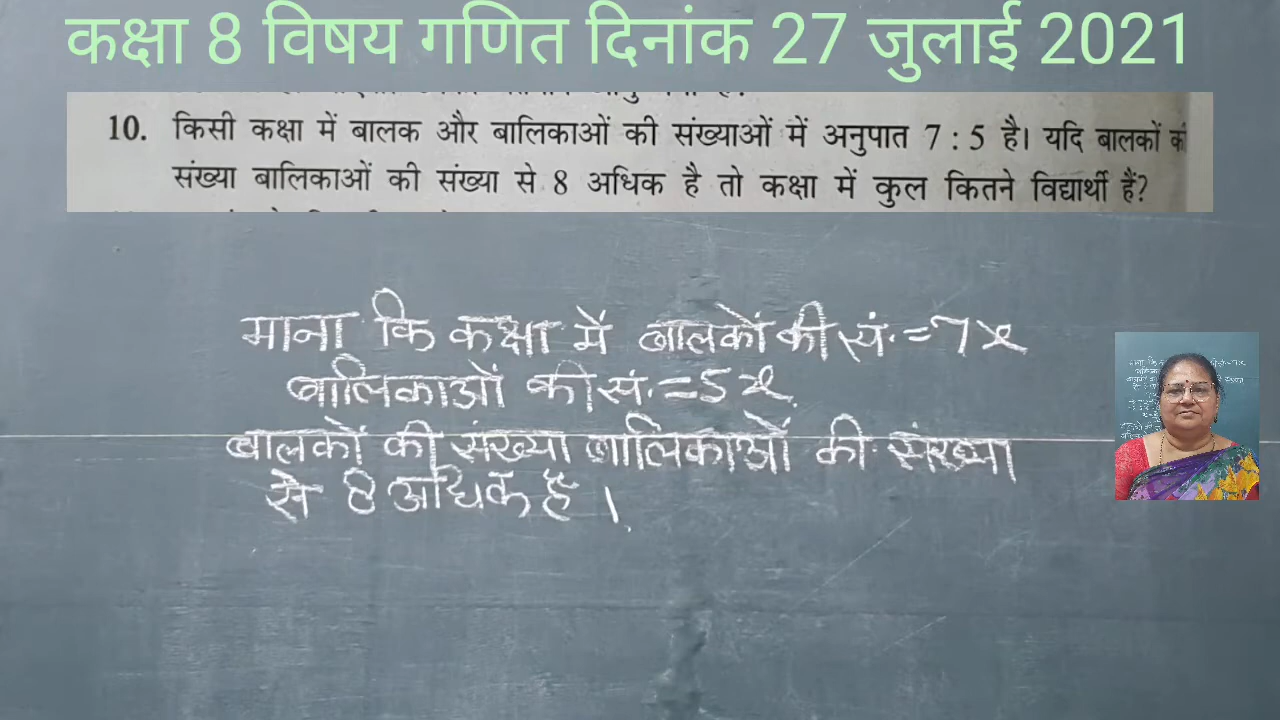 कक्षा 8 विषय गणित दिनांक 27 जुलाई 2021
10. किसी कक्षा में बालक और बालिकाओं की संख्याओं में अनुपात 7 : 5 है। यदि बालकों की
संख्या बालिकाओं की संख्या से 8 अधिक है तो कक्षा में कुल कितने विद्यार्थी हैं?
माना कि कक्षा में बालकों की सं. = 7x
बालिकाओं की सं. = 5x
बालकों की संख्या बालिकाओं की संख्या
से 8 अधिक है ।